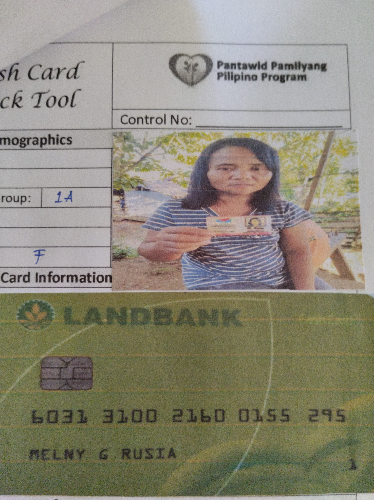 sh Card
ck Tool
Pantawid Pamilyang
Pilipino Program
Control No:
mographics
roup: 1A
F
Card Information
LANDBANK
6031 3100 2160 0155 295
MELNY G RUSIA
1